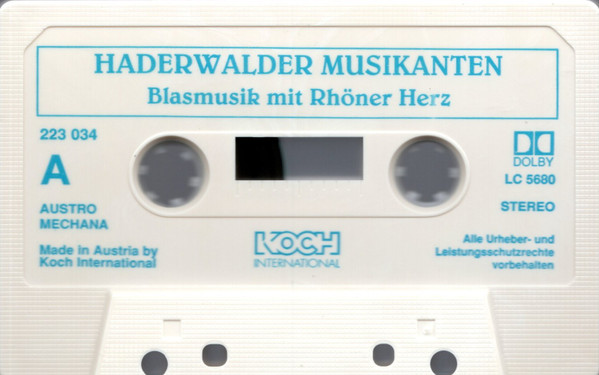 HADERWALDER MUSIKANTEN
Blasmusik mit Rhöner Herz
223 034
A
AUSTRO
MECHANA
Made in Austria by
Koch International
KOCH
INTERNATIONAL
DOLBY
LC 5680
STEREO
Alle Urheber- und
Leistungsschutzrechte
vorbehalten